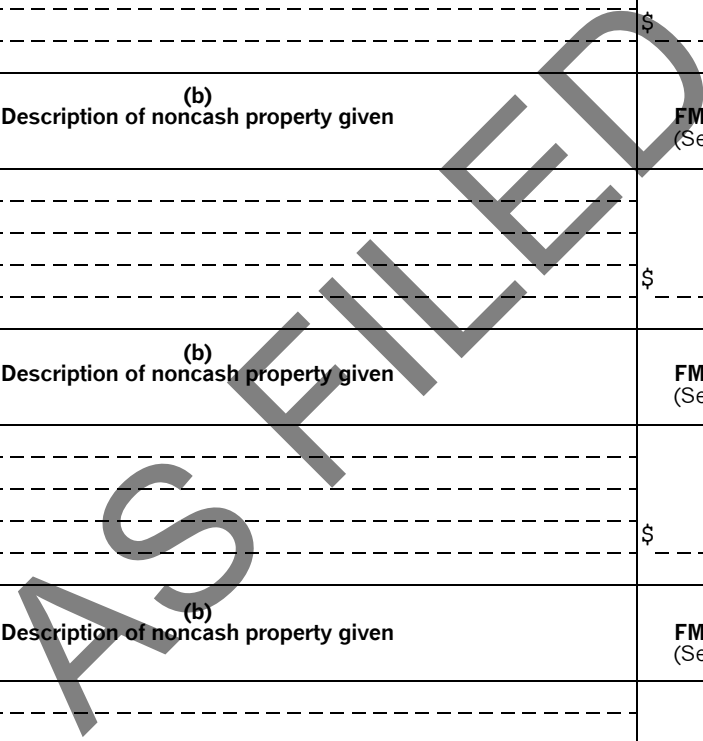 $
(b)
Description of noncash property given
FM
(Se
$
(b)
Description of noncash property given
FM
(Se
$
(b)
Description of noncash property given
FM
(Se
AS FILED